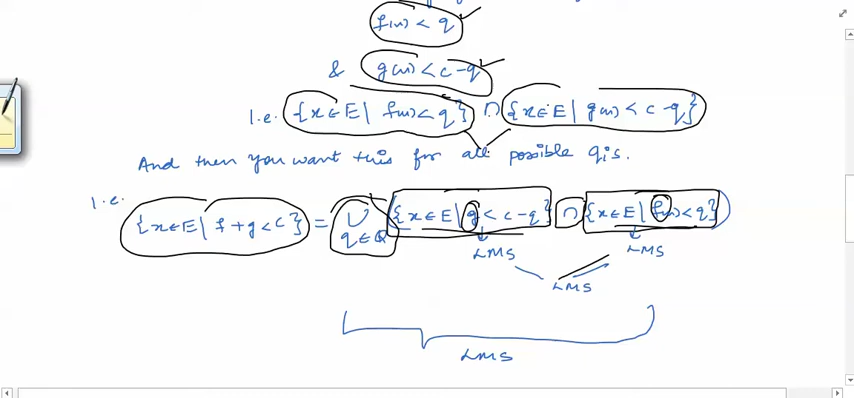 f(x) < q
& g(x) < c-q
i.e. {x ∈ E | f(x) < q} ∩ {x ∈ E | g(x) < c-q}
And then you want this for all possible q's.
i.e.
{x ∈ E | f+g < c} = ∪ ({x ∈ E | g < c-q} ∩ {x ∈ E | f(x) < q})
q ∈ Q
LMS LMS
LMS
LMS